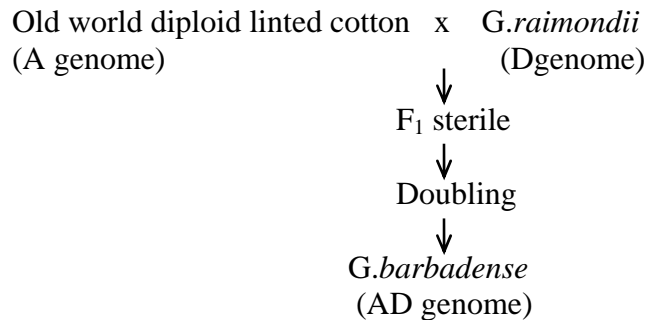 Old world diploid linted cotton x G.raimondii
(A genome) (Dgenome)
F₁ sterile
Doubling
G.barbadense
(AD genome)